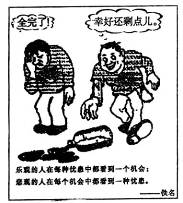 全完了!
幸好还剩点儿。
乐观的人在每种忧患中都看到一个机会;
悲观的人在每个机会中都看到一种忧患。
——佚名